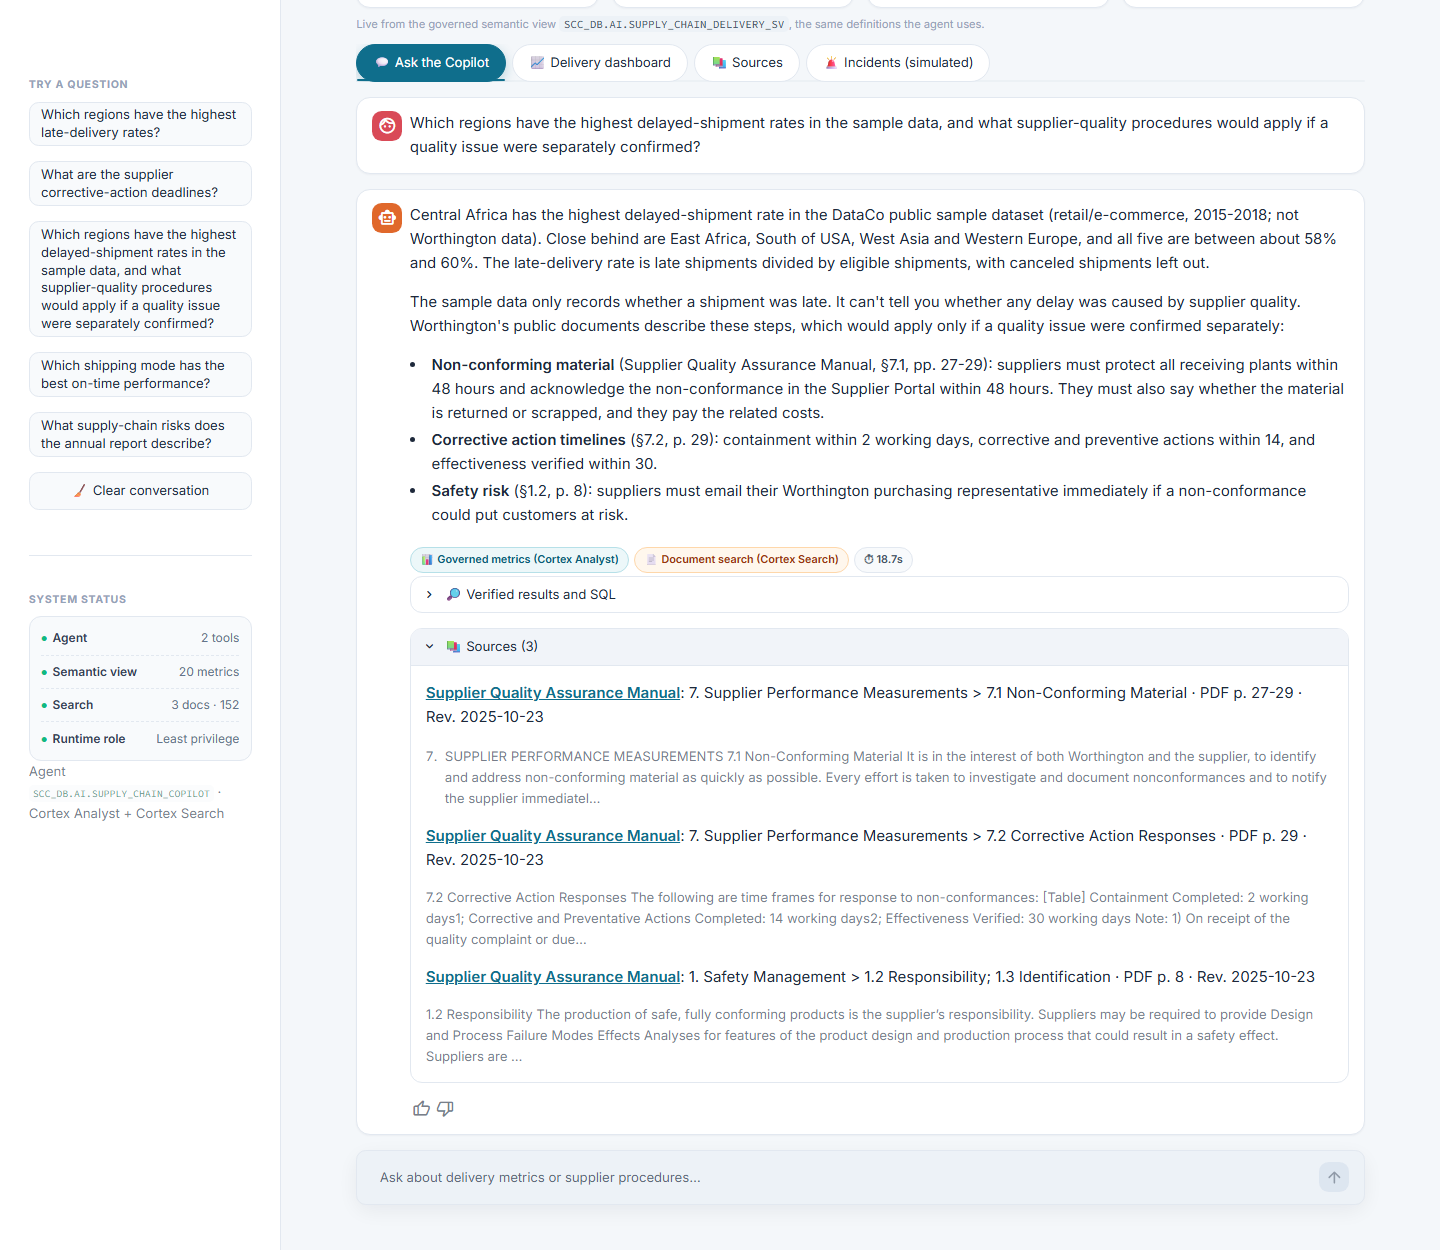 TRY A QUESTION
Which regions have the highest
late-delivery rates?
What are the supplier
corrective-action deadlines?
Which regions have the highest
delayed-shipment rates in the
sample data, and what
supplier-quality procedures
would apply if a quality issue
were separately confirmed?
Which shipping mode has the
best on-time performance?
What supply-chain risks does
the annual report describe?
Clear conversation
SYSTEM STATUS
Agent 2 tools
Semantic view 20 metrics
Search 3 docs · 152
Runtime role Least privilege
Agent
SCC_DB.AI.SUPPLY_CHAIN_COPILOT ·
Cortex Analyst + Cortex Search
Live from the governed semantic view SCC_DB.AI.SUPPLY_CHAIN_DELIVERY_SV , the same definitions the agent uses.
Ask the Copilot Delivery dashboard Sources Incidents (simulated)
Which regions have the highest delayed-shipment rates in the sample data, and what supplier-quality procedures would apply if a
quality issue were separately confirmed?
Central Africa has the highest delayed-shipment rate in the DataCo public sample dataset (retail/e-commerce, 2015-2018; not
Worthington data). Close behind are East Africa, South of USA, West Asia and Western Europe, and all five are between about 58%
and 60%. The late-delivery rate is late shipments divided by eligible shipments, with canceled shipments left out.
The sample data only records whether a shipment was late. It can't tell you whether any delay was caused by supplier quality.
Worthington's public documents describe these steps, which would apply only if a quality issue were confirmed separately:
• Non-conforming material (Supplier Quality Assurance Manual, §7.1, pp. 27-29): suppliers must protect all receiving plants within
48 hours and acknowledge the non-conformance in the Supplier Portal within 48 hours. They must also say whether the material
is returned or scrapped, and they pay the related costs.
• Corrective action timelines (§7.2, p. 29): containment within 2 working days, corrective and preventive actions within 14, and
effectiveness verified within 30.
• Safety risk (§1.2, p. 8): suppliers must email their Worthington purchasing representative immediately if a non-conformance
could put customers at risk.
Governed metrics (Cortex Analyst) Document search (Cortex Search) 18.7s
Verified results and SQL
Sources (3)
Supplier Quality Assurance Manual: 7. Supplier Performance Measurements > 7.1 Non-Conforming Material · PDF p. 27-29 ·
Rev. 2025-10-23
7. SUPPLIER PERFORMANCE MEASUREMENTS 7.1 Non-Conforming Material It is in the interest of both Worthington and the supplier, to identify
and address non-conforming material as quickly as possible. Every effort is taken to investigate and document nonconformances and to notify
the supplier immediatel...
Supplier Quality Assurance Manual: 7. Supplier Performance Measurements > 7.2 Corrective Action Responses · PDF p. 29 ·
Rev. 2025-10-23
7.2 Corrective Action Responses The following are time frames for response to non-conformances: [Table] Containment Completed: 2 working
days1; Corrective and Preventative Actions Completed: 14 working days2; Effectiveness Verified: 30 working days Note: 1) On receipt of the
quality complaint or due...
Supplier Quality Assurance Manual: 1. Safety Management > 1.2 Responsibility; 1.3 Identification · PDF p. 8 · Rev. 2025-10-23
1.2 Responsibility The production of safe, fully conforming products is the supplier's responsibility. Suppliers may be required to provide Design
and Process Failure Modes Effects Analyses for features of the product design and production process that could result in a safety effect.
Suppliers are ...
Ask about delivery metrics or supplier procedures...